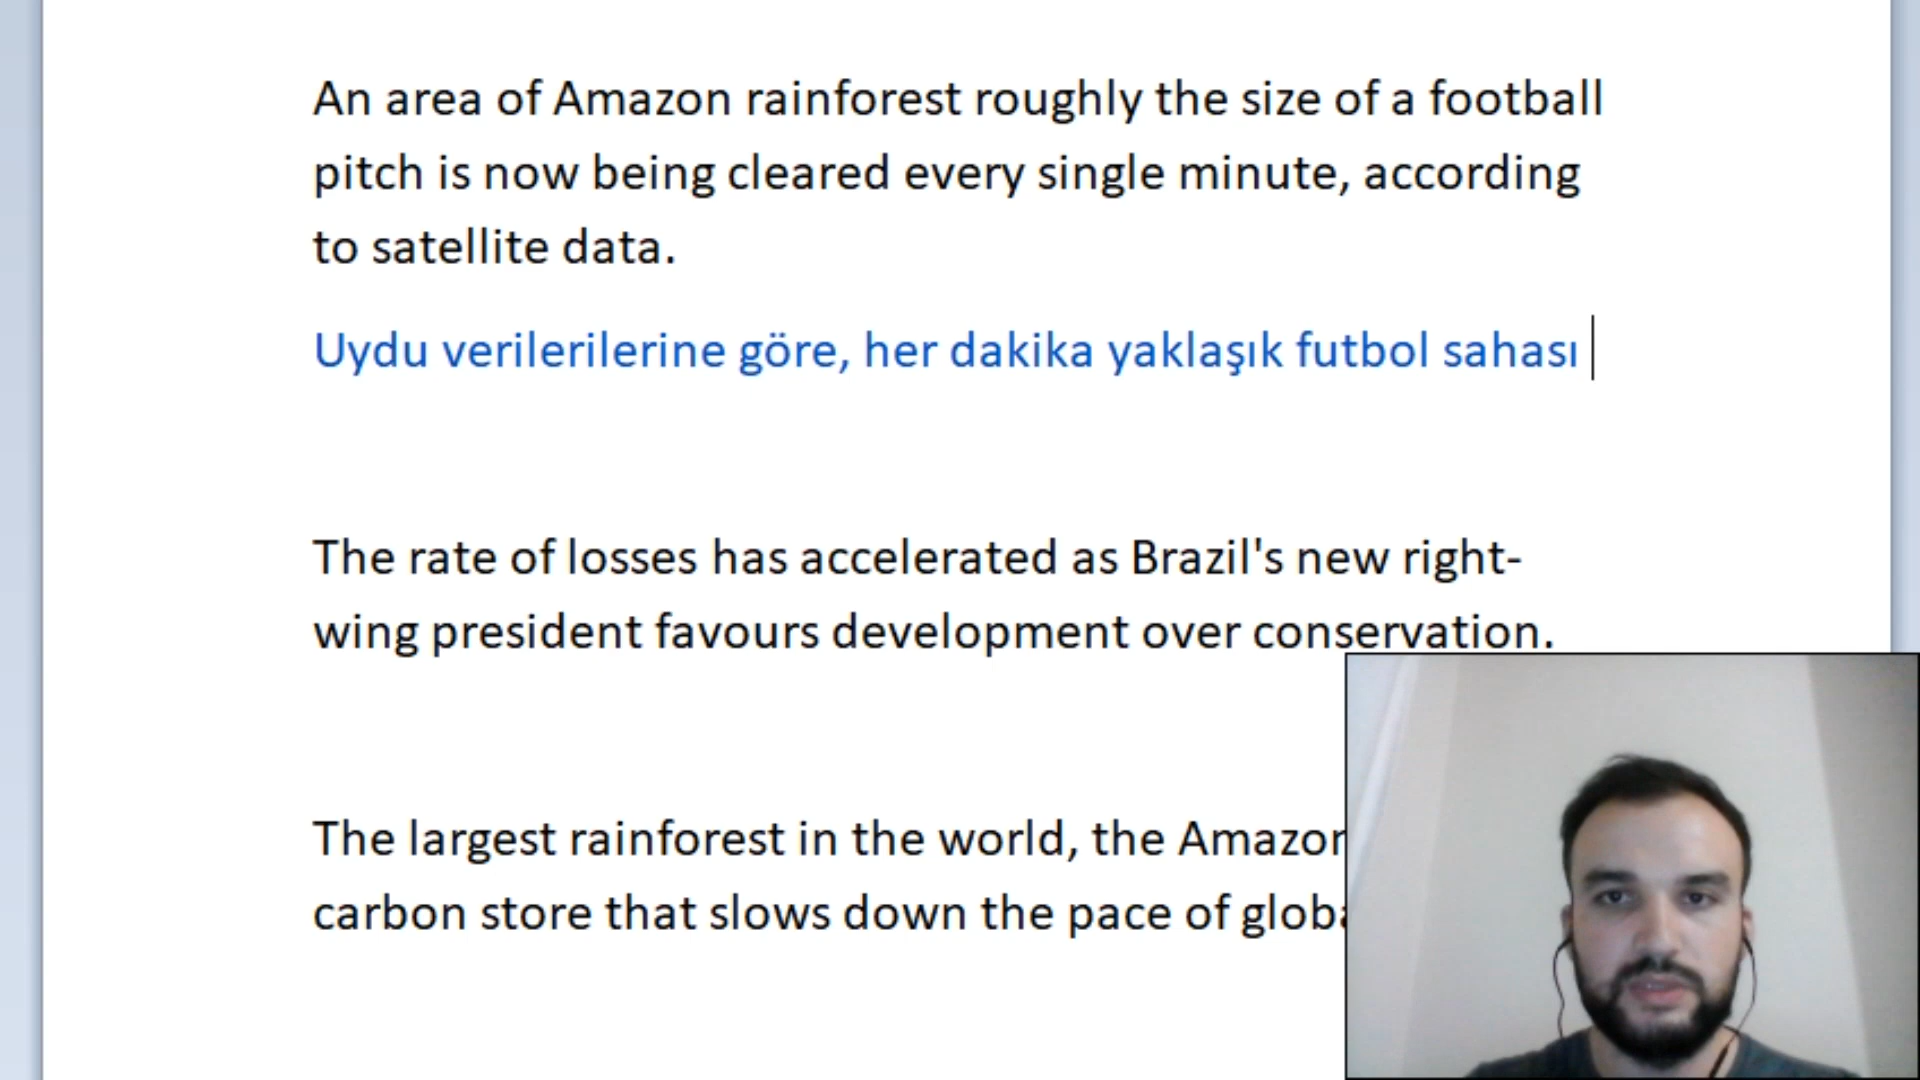 An area of Amazon rainforest roughly the size of a football
pitch is now being cleared every single minute, according
to satellite data.
Uydu verilerilerine göre, her dakika yaklaşık futbol sahası
The rate of losses has accelerated as Brazil's new right-
wing president favours development over conservation.
The largest rainforest in the world, the Amazon
carbon store that slows down the pace of